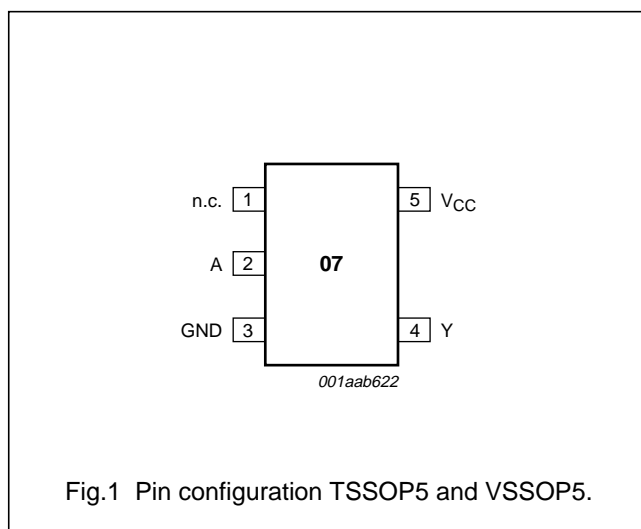 n.c. 1 5 VCC
A 2 07
GND 3 4 Y
001aab622
Fig.1 Pin configuration TSSOP5 and VSSOP5.